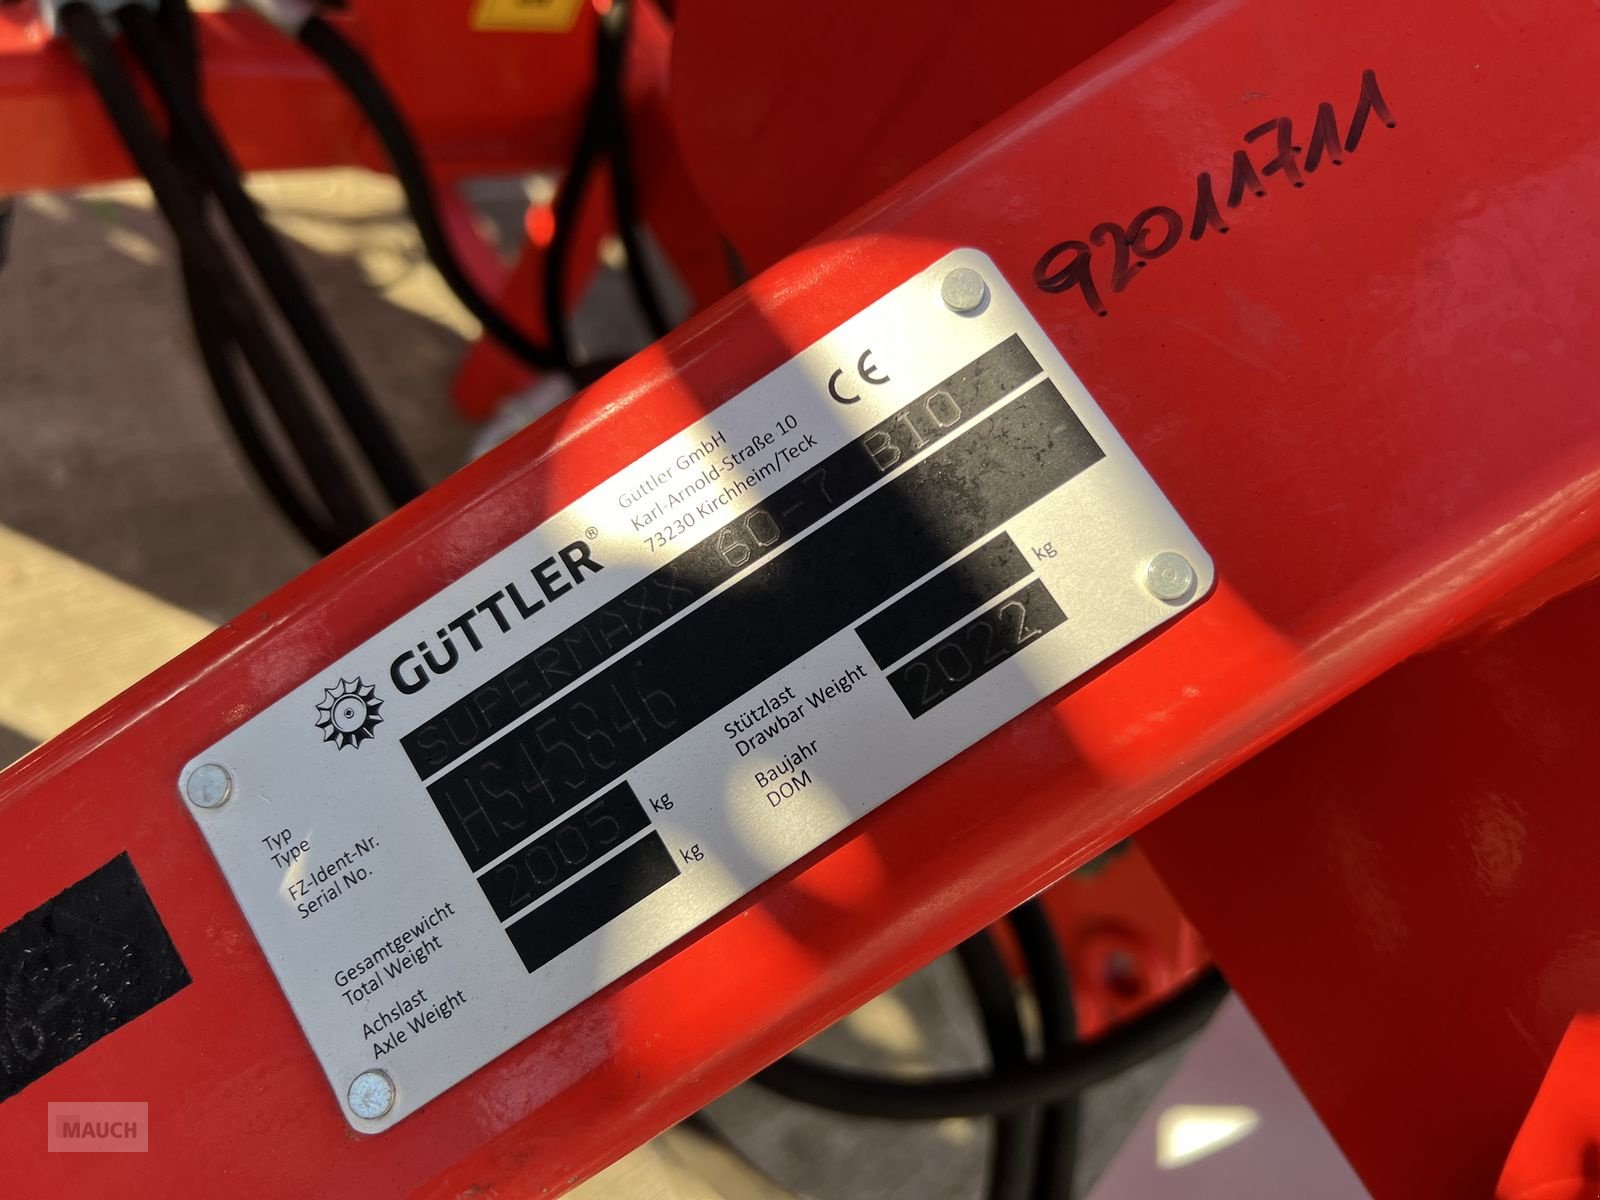 92011711
CE
GÜTTLER®
Güttler GmbH
Karl-Arnold-Straße 10
73230 Kirchheim/Teck
Typ
Type
SUPERMAXX 60-7 BIO
FZ-Ident-Nr.
Serial No.
HS45846
Gesamtgewicht
Total Weight
2005 kg
Achslast
Axle Weight
kg
Stützlast
Drawbar Weight
kg
Baujahr
DOM
2022
MAUCH